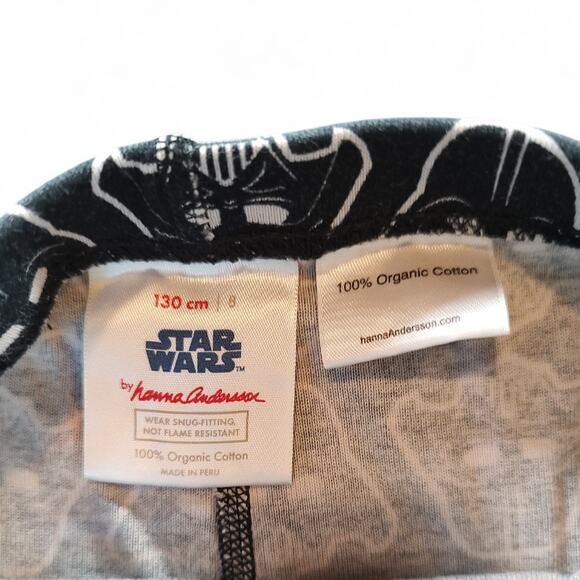 130 cm | 8
STAR
WARS™
by hanna Andersson
WEAR SNUG-FITTING,
NOT FLAME RESISTANT
100% Organic Cotton
MADE IN PERU
100% Organic Cotton
hannaAndersson.com